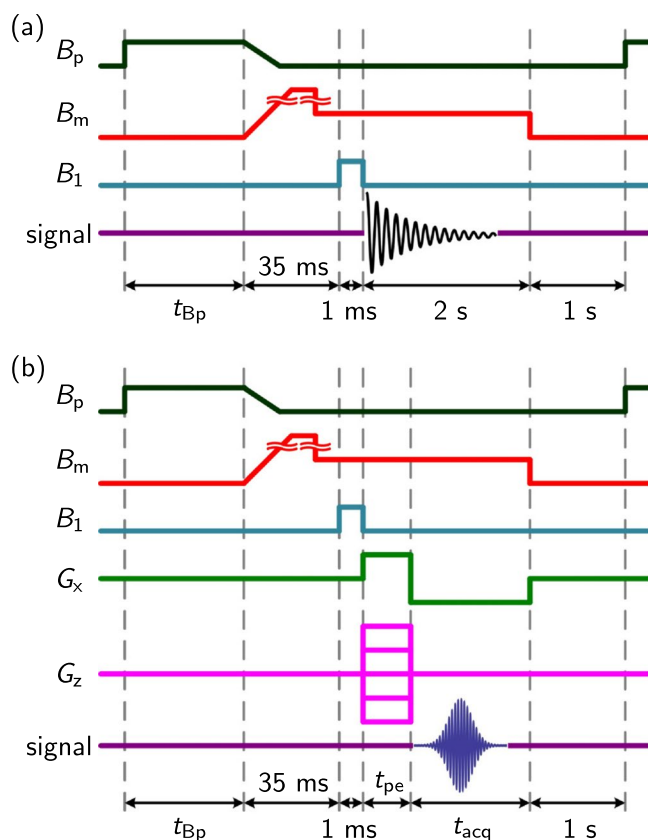 (a)
Bp
Bm
B1
signal
35 ms
tBp
1 ms
2 s
1 s
(b)
Bp
Bm
B1
Gx
Gz
signal
35 ms
tpe
tBp
1 ms
tacq
1 s